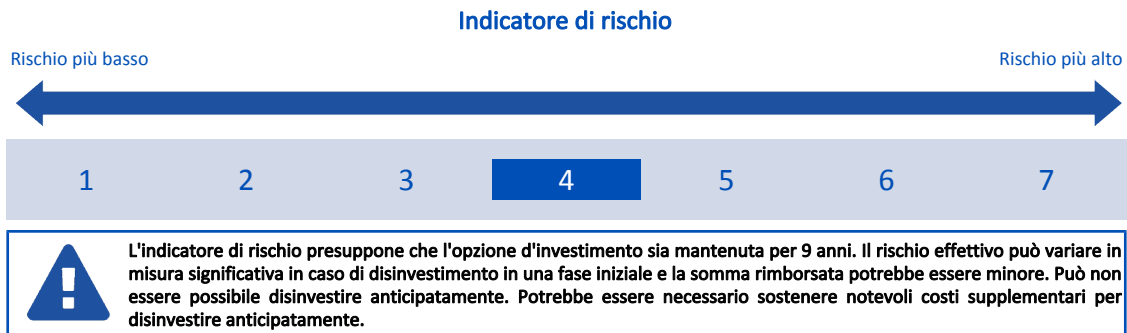 Indicatore di rischio
Rischio più basso
Rischio più alto
1 2 3 4 5 6 7
L'indicatore di rischio presuppone che l'opzione d'investimento sia mantenuta per 9 anni. Il rischio effettivo può variare in
misura significativa in caso di disinvestimento in una fase iniziale e la somma rimborsata potrebbe essere minore. Può non
essere possibile disinvestire anticipatamente. Potrebbe essere necessario sostenere notevoli costi supplementari per
disinvestire anticipatamente.